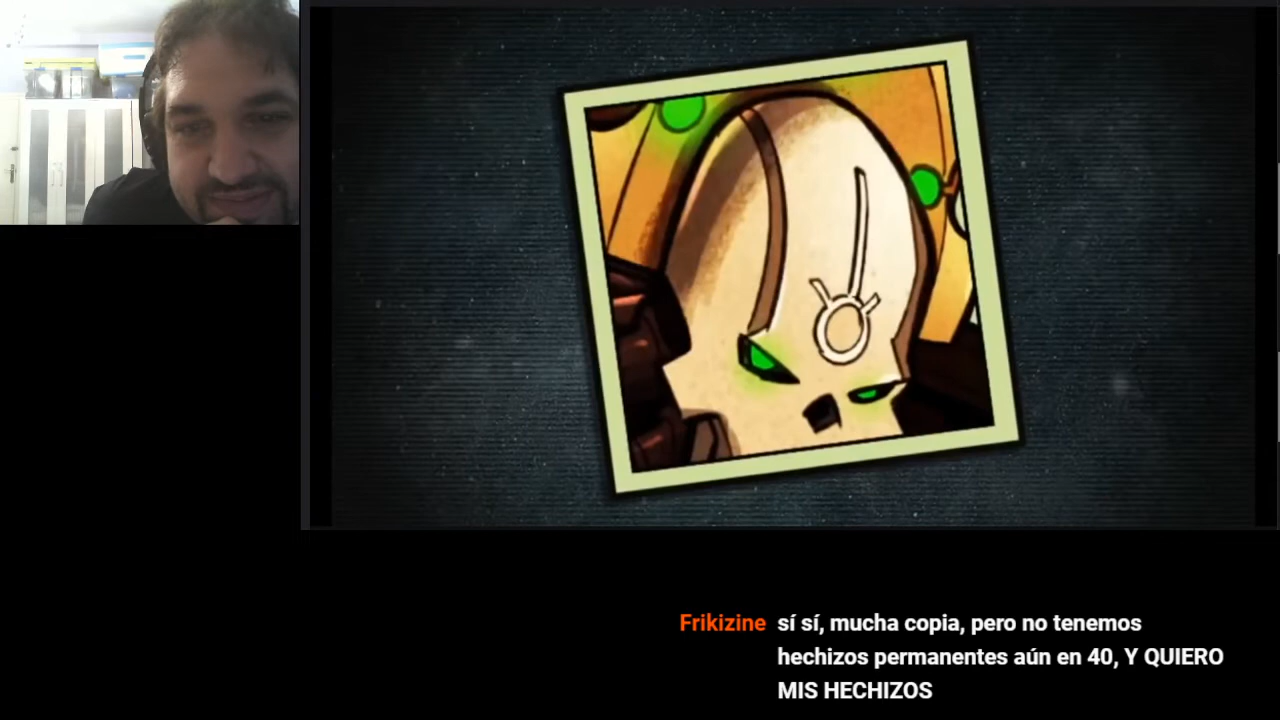 Frikizine sí sí, mucha copia, pero no tenemos
hechizos permanentes aún en 40, Y QUIERO
MIS HECHIZOS